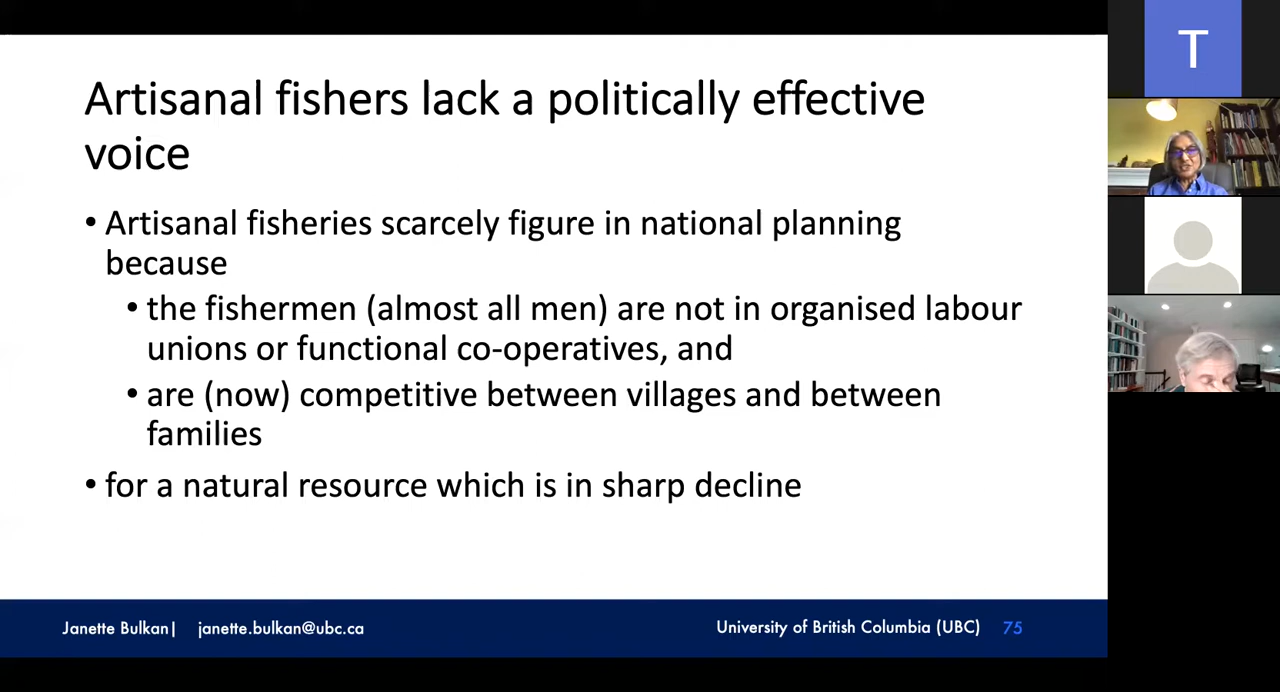 Artisanal fishers lack a politically effective
voice
• Artisanal fisheries scarcely figure in national planning
because
• the fishermen (almost all men) are not in organised labour
unions or functional co-operatives, and
• are (now) competitive between villages and between
families
• for a natural resource which is in sharp decline
Janette Bulkan| janette.bulkan@ubc.ca
University of British Columbia (UBC) 75
T